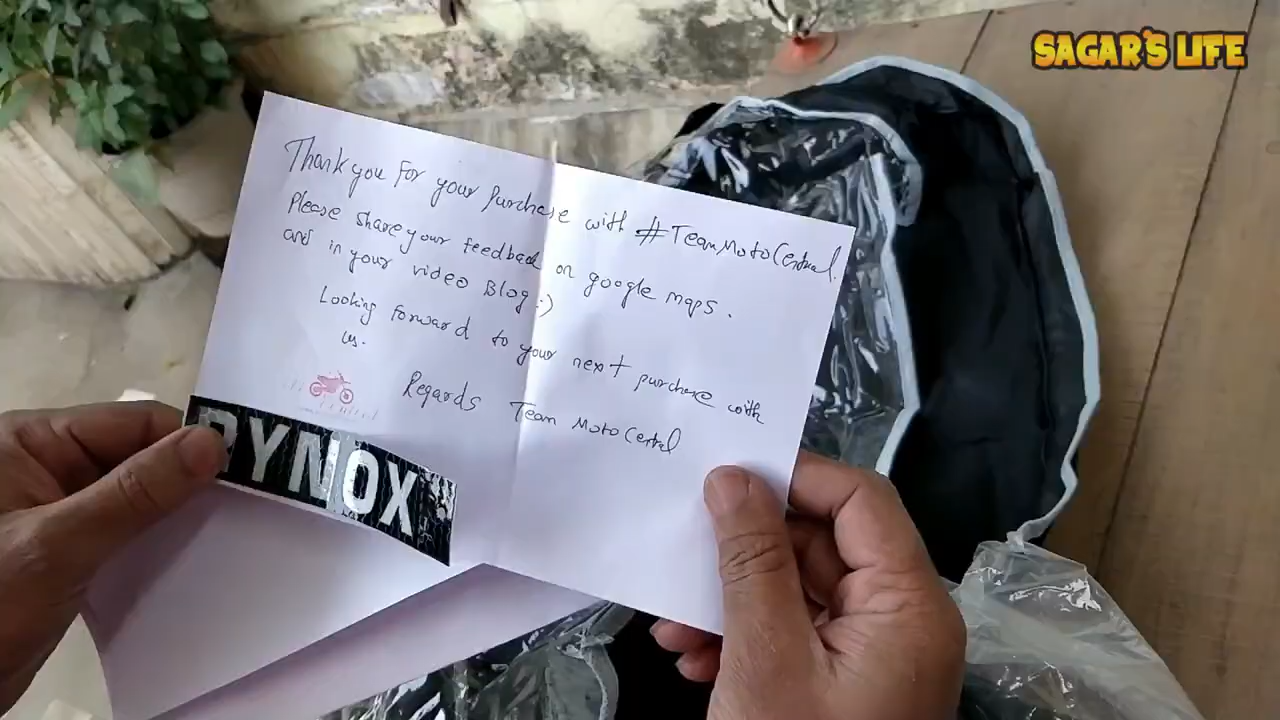 SAGAR'S LIFE
Thank you For your Purchase with #TeamMotoCentral.
Please share your feedback on google maps.
and in your video Blog :)
Looking forward to your next purchase with
us.
Regards Team MotoCentral
RYNOX